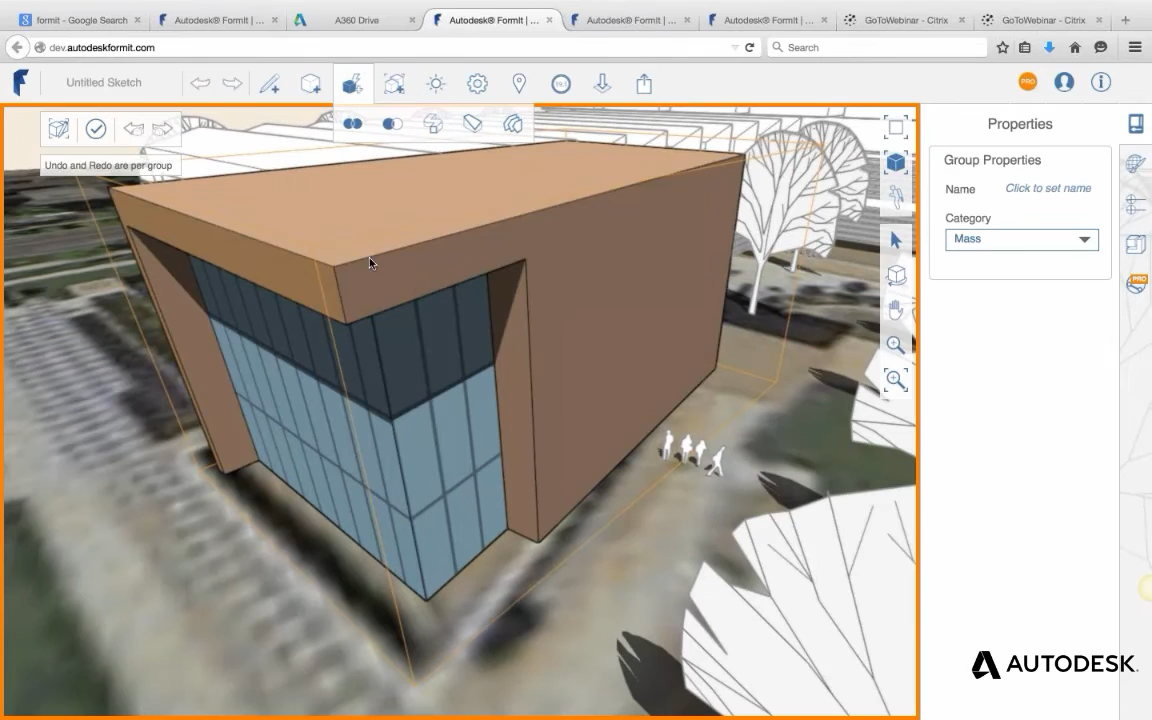 formit - Google Search
Autodesk® FormIt | ...
A360 Drive
Autodesk® FormIt | ...
Autodesk® FormIt | ...
Autodesk® FormIt | ...
GoToWebinar - Citrix
GoToWebinar - Citrix
dev.autodeskformit.com
Search
Untitled Sketch
PRO
Undo and Redo are per group
Properties
Group Properties
Name
Click to set name
Category
Mass
PRO
AUTODESK.